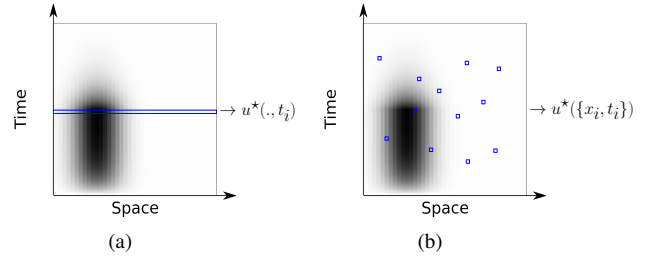 Time
→ u★(., tᵢ)
Space
(a)
Time
→ u★({xᵢ, tᵢ})
Space
(b)